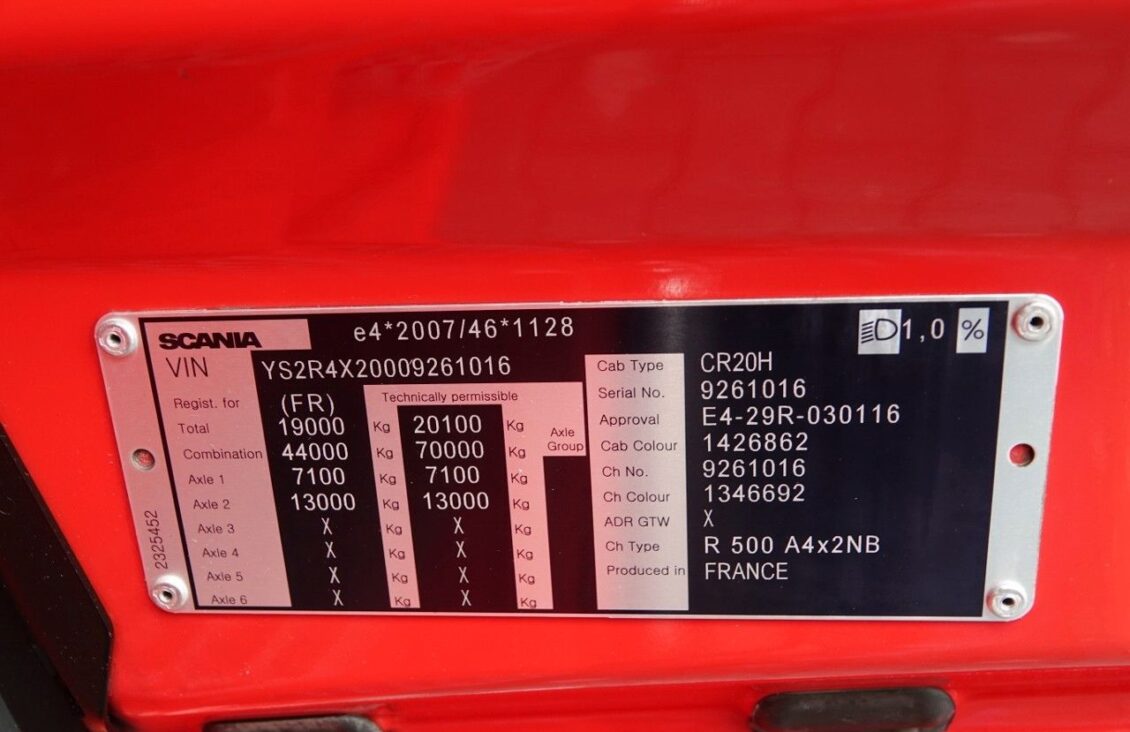 SCANIA e4*2007/46*1128 1,0 %
VIN YS2R4X20009261016
Regist. for (FR) Technically permissible
Total 19000 Kg 20100 Kg Axle Group
Combination 44000 Kg 70000 Kg
Axle 1 7100 Kg 7100 Kg
Axle 2 13000 Kg 13000 Kg
Axle 3 X Kg X Kg
Axle 4 X Kg X Kg
Axle 5 X Kg X Kg
Axle 6 X Kg X Kg
2325452
Cab Type CR20H
Serial No. 9261016
Approval E4-29R-030116
Cab Colour 1426862
Ch No. 9261016
Ch Colour 1346692
ADR GTW X
Ch Type R 500 A4x2NB
Produced in FRANCE